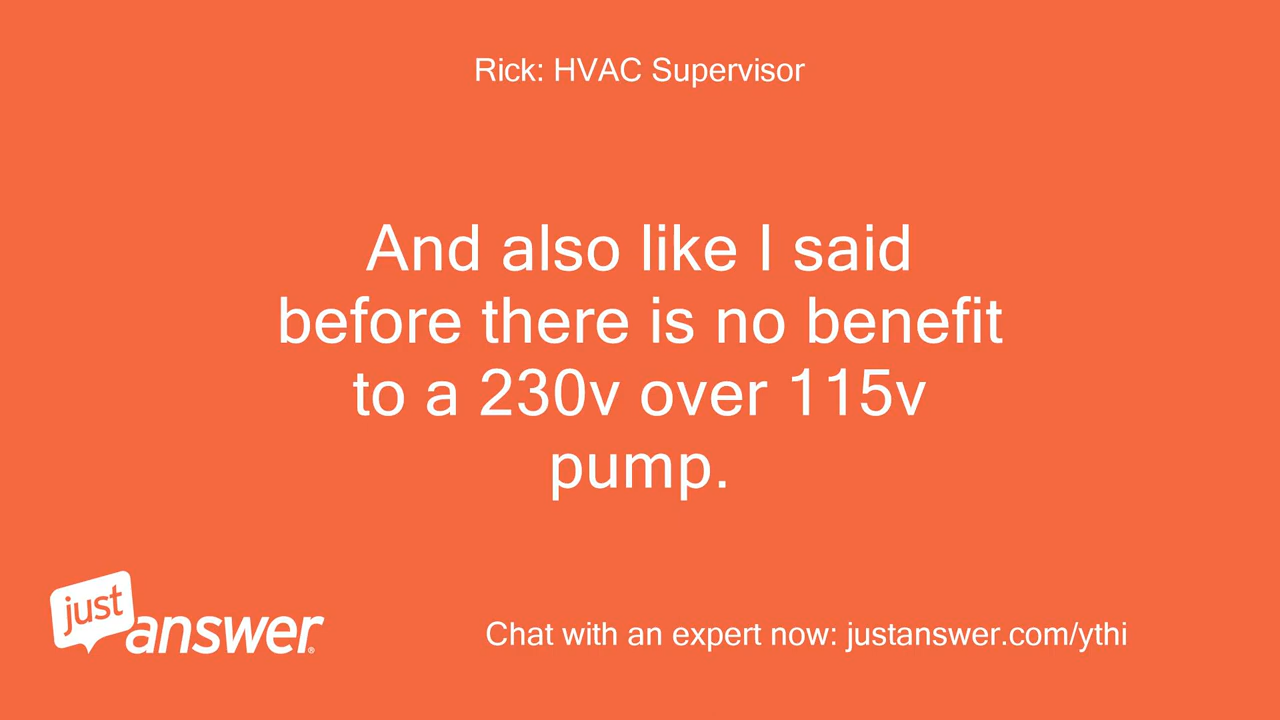 Rick: HVAC Supervisor
And also like I said
before there is no benefit
to a 230v over 115v
pump.
just
answer®
Chat with an expert now: justanswer.com/ythi